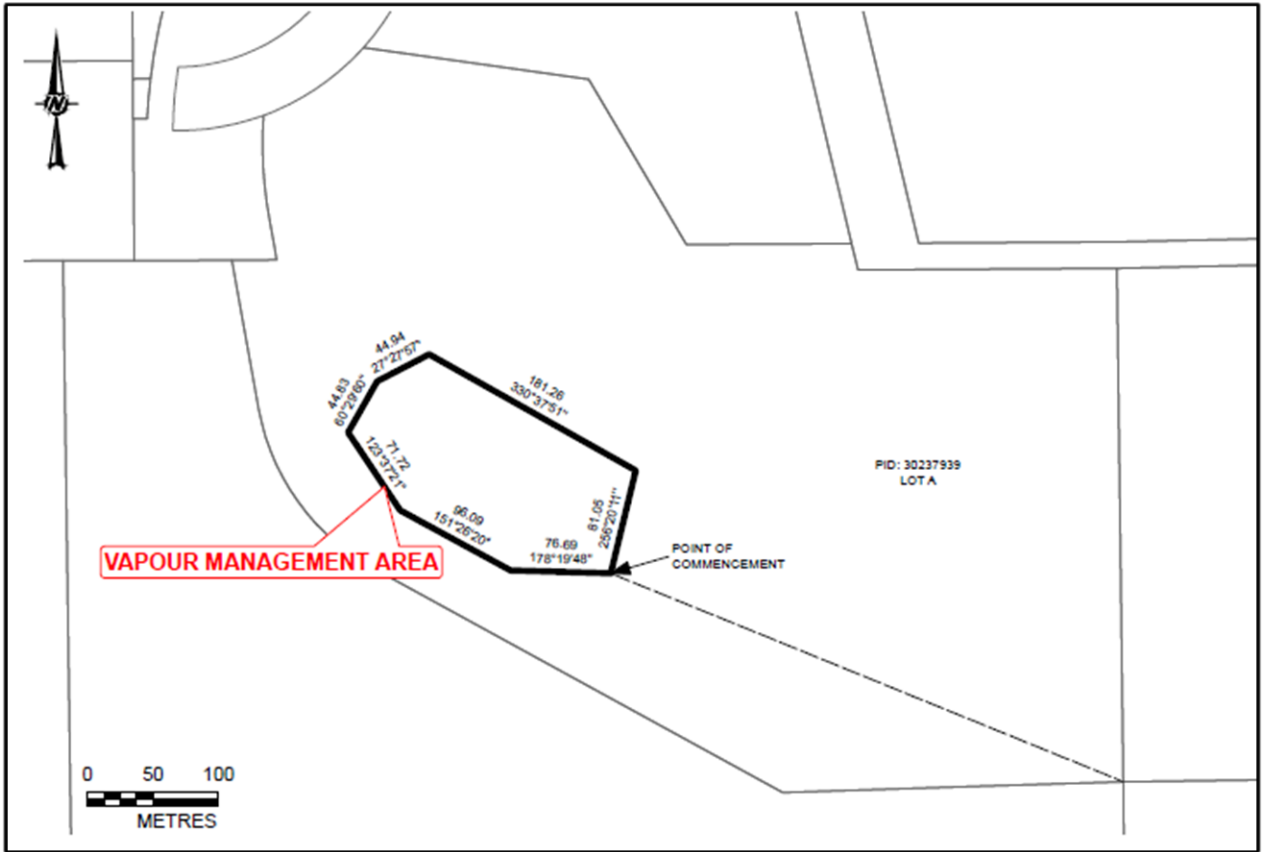 N
44.94
27°27'57"
44.83
60°29'60"
181.26
330°37'51"
71.72
123°37'21"
PID: 30237939
LOT A
96.09
151°26'20"
81.05
256°20'11"
76.69
178°19'48"
POINT OF
COMMENCEMENT
VAPOUR MANAGEMENT AREA
0 50 100
METRES